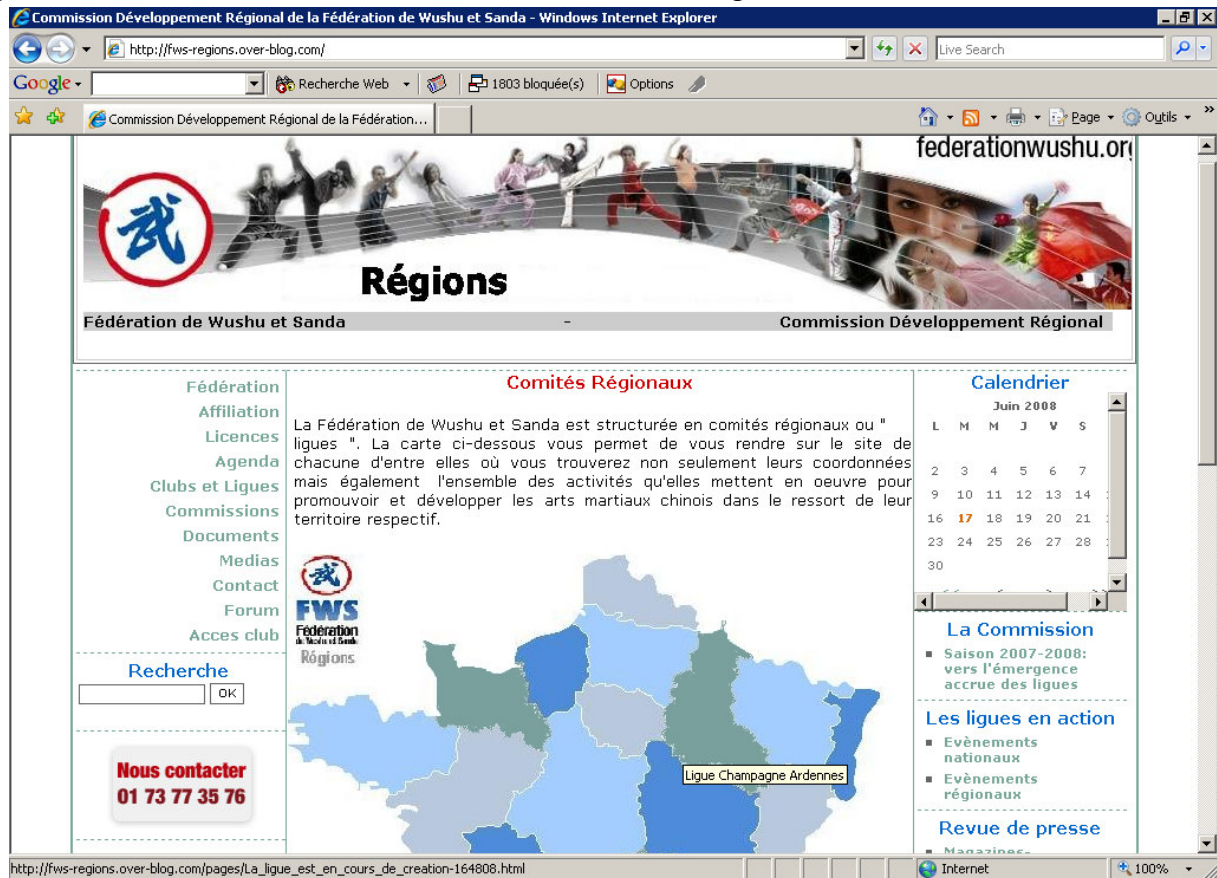 Commission Développement Régional de la Fédération de Wushu et Sanda - Windows Internet Explorer
http://fws-regions.over-blog.com/
Live Search
Google
Recherche Web
1803 bloquée(s)
Options
Commission Développement Régional de la Fédération...
Page
Outils
»
federationwushu.org
武
Régions
Fédération de Wushu et Sanda - Commission Développement Régional
Fédération
Affiliation
Licences
Agenda
Clubs et Ligues
Commissions
Documents
Medias
Contact
Forum
Acces club
Recherche
OK
Nous contacter
01 73 77 35 76
Comités Régionaux
La Fédération de Wushu et Sanda est structurée en comités régionaux ou "
ligues ". La carte ci-dessous vous permet de vous rendre sur le site de
chacune d'entre elles où vous trouverez non seulement leurs coordonnées
mais également l'ensemble des activités qu'elles mettent en oeuvre pour
promouvoir et développer les arts martiaux chinois dans le ressort de leur
territoire respectif.
武
FWS
Fédération
de Wushu et Sanda
Régions
Ligue Champagne Ardennes
Calendrier
Juin 2008
L M M J V S
2 3 4 5 6 7
9 10 11 12 13 14
16 17 18 19 20 21
23 24 25 26 27 28
30
La Commission
Saison 2007-2008:
vers l'émergence
accrue des ligues
Les ligues en action
Evènements
nationaux
Evènements
régionaux
Revue de presse
Magazines-
http://fws-regions.over-blog.com/pages/La_ligue_est_en_cours_de_creation-164808.html
Internet
100%